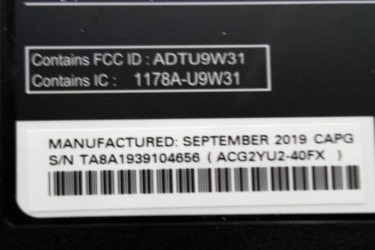 Contains FCC ID : ADTU9W31
Contains IC : 1178A-U9W31
MANUFACTURED: SEPTEMBER 2019 CAPG
S/N TA8A1939104656 ( ACG2YU2-40FX )